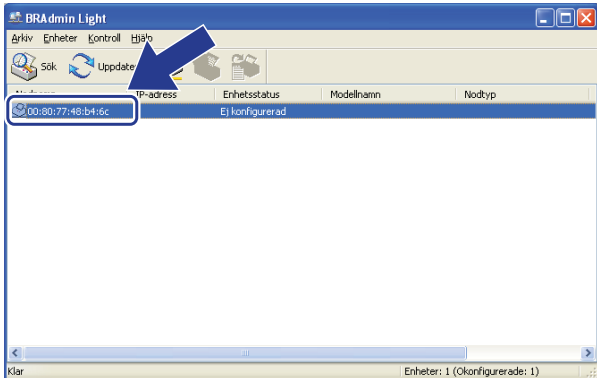 BRAdmin Light
Arkiv Enheter Kontroll Hjälp
Sök
IP-adress Enhetsstatus Modellnamn Nodtyp
00:80:77:48:b4:6c Ej konfigurerad
Klar Enheter: 1 (Okonfigurerade: 1)